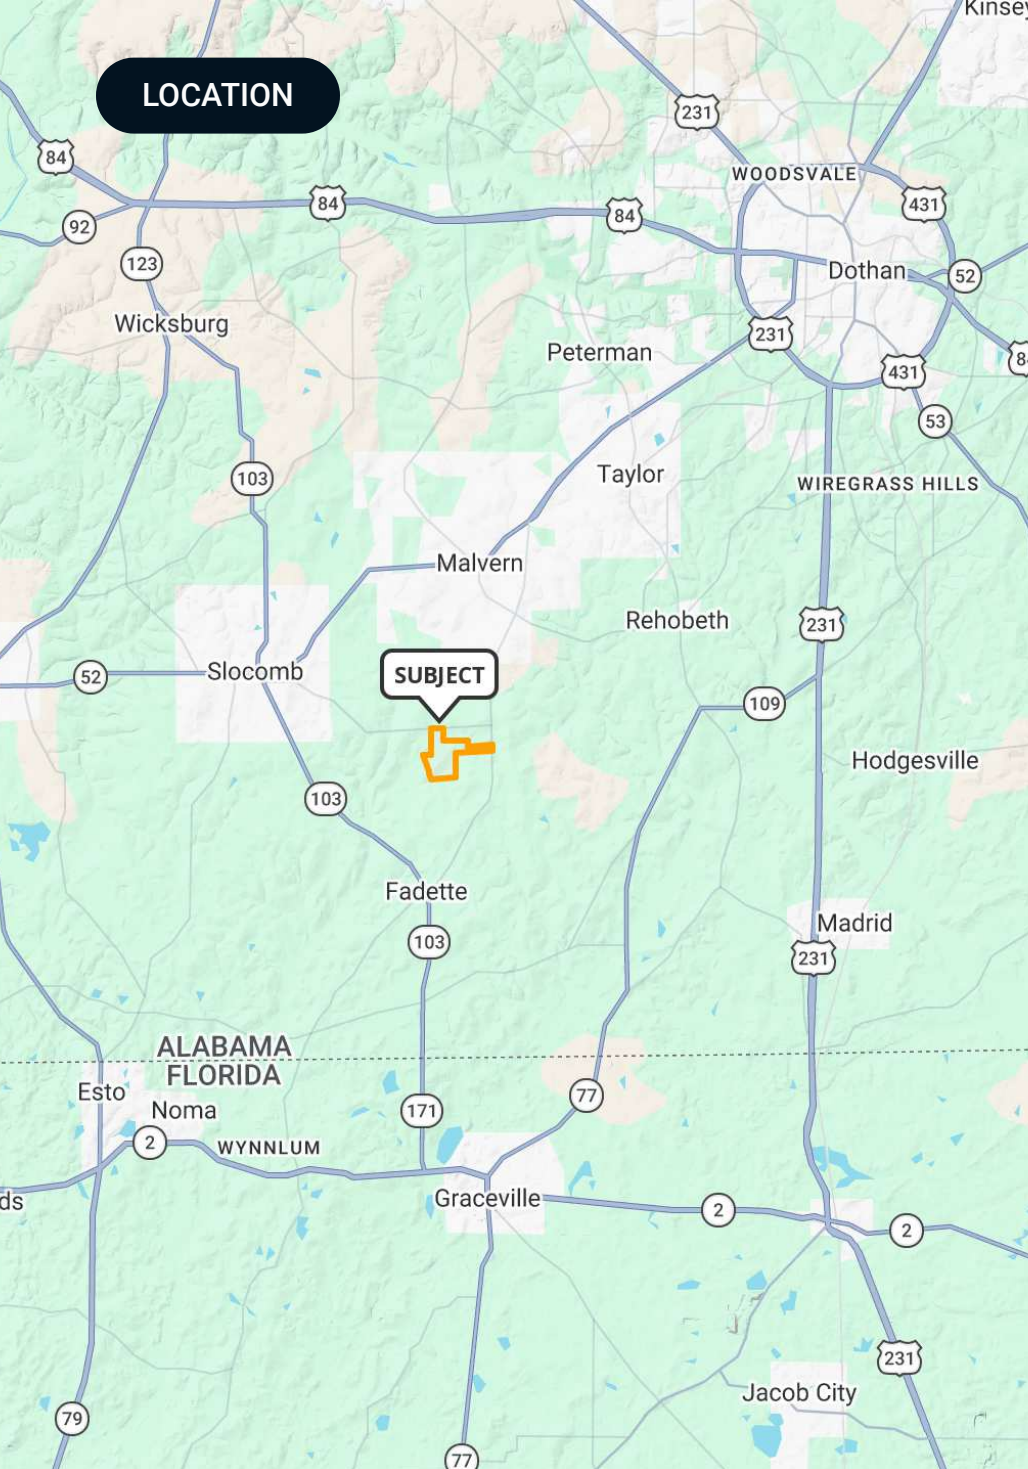 Kinsey
LOCATION
231
84
WOODSVALE
84
84
431
92
123
Dothan
52
Wicksburg
231
Peterman
84
431
53
103
Taylor
WIREGRASS HILLS
Malvern
Rehobeth
231
52
Slocomb
SUBJECT
109
Hodgesville
103
Fadette
Madrid
103
231
ALABAMA
FLORIDA
Esto
77
Noma
171
2
WYNNLUM
ds
Graceville
2
2
231
Jacob City
79
77